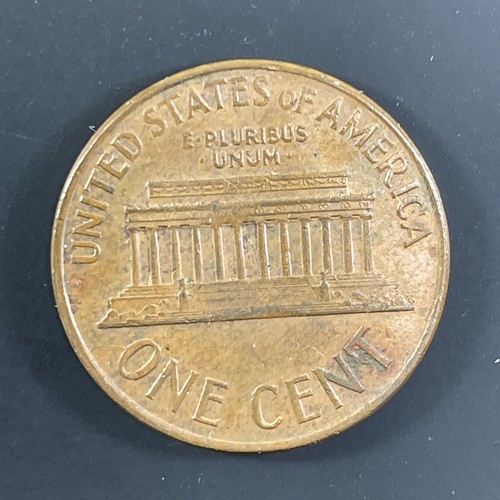 UNITED STATES OF AMERICA
E·PLURIBUS
·UNUM·
ONE CENT